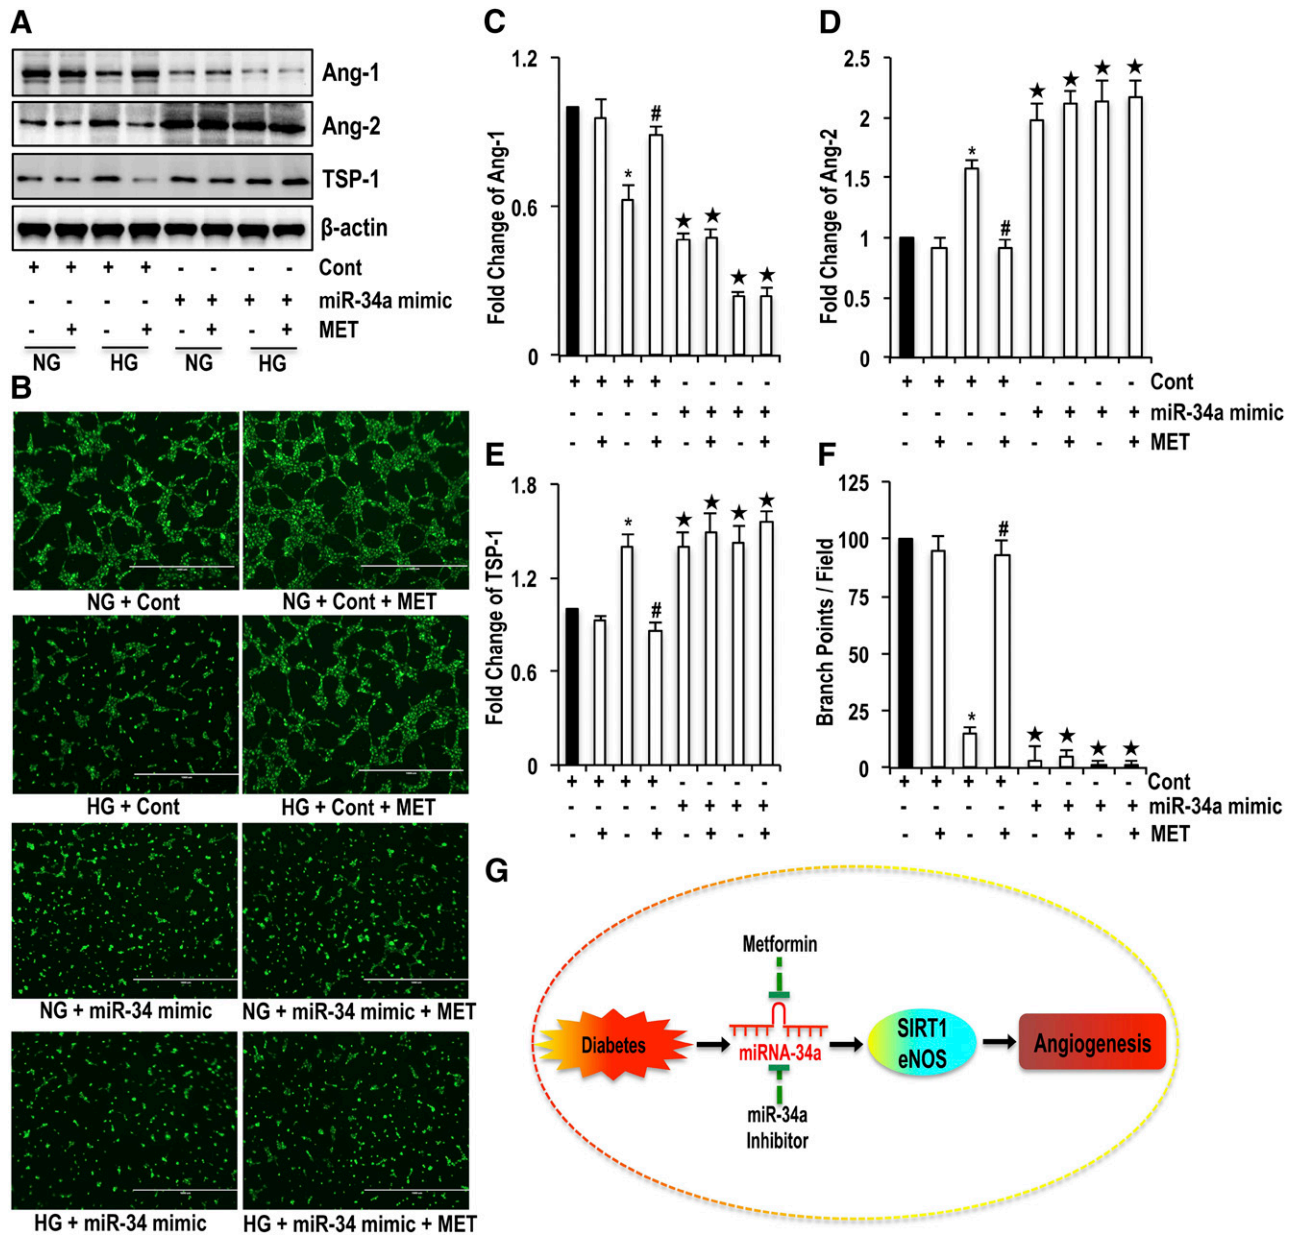 A
Ang-1
Ang-2
TSP-1
β-actin
+ + + + - - - - Cont
- - - - + + + + miR-34a mimic
- + - + - + - + MET
NG HG NG HG
B
NG + Cont
NG + Cont + MET
HG + Cont
HG + Cont + MET
NG + miR-34 mimic
NG + miR-34 mimic + MET
HG + miR-34 mimic
HG + miR-34 mimic + MET
C
Fold Change of Ang-1
1.2
0.6
0
* # ★ ★ ★ ★
+ + + + - - - -
- - - - + + + +
- + - + - + - +
D
Fold Change of Ang-2
2.5
2
1.5
1
0.5
0
* # ★ ★ ★ ★
+ + + + - - - - Cont
- - - - + + + + miR-34a mimic
- + - + - + - + MET
E
Fold Change of TSP-1
1.8
1.2
0.6
0
* # ★ ★ ★ ★
+ + + + - - - -
- - - - + + + +
- + - + - + - +
F
Branch Points / Field
125
100
75
50
25
0
* # ★ ★ ★ ★
+ + + + - - - - Cont
- - - - + + + + miR-34a mimic
- + - + - + - + MET
G
Metformin
Diabetes
miRNA-34a
miR-34a
Inhibitor
SIRT1
eNOS
Angiogenesis